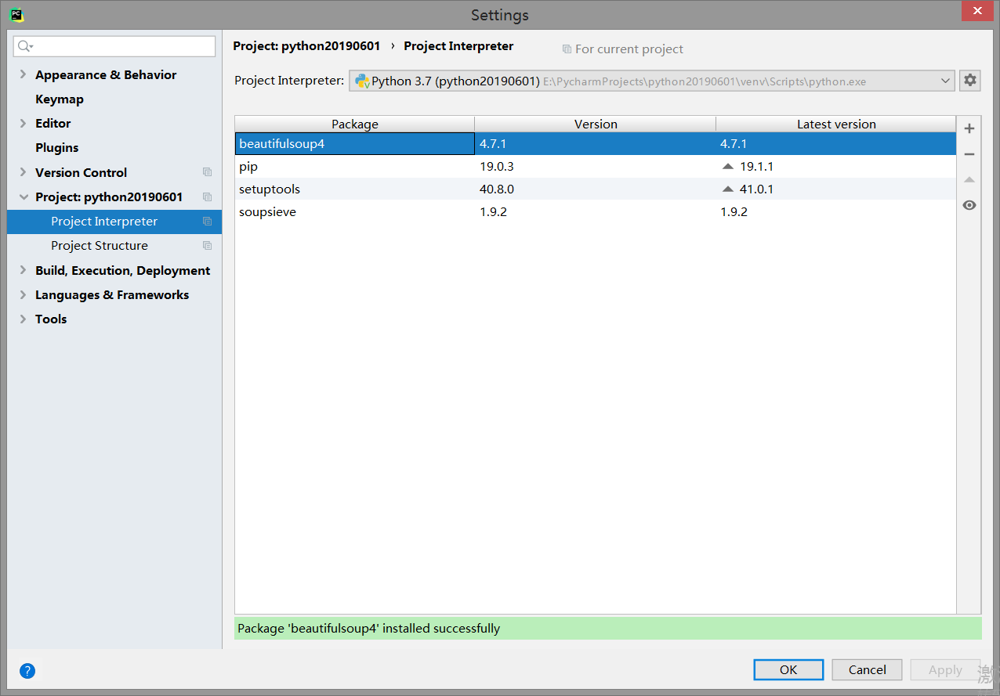 Settings
Project: python20190601 › Project Interpreter
For current project
Appearance & Behavior
Keymap
Editor
Plugins
Version Control
Project: python20190601
Project Interpreter
Project Structure
Build, Execution, Deployment
Languages & Frameworks
Tools
Project Interpreter: Python 3.7 (python20190601) E:\PycharmProjects\python20190601\venv\Scripts\python.exe
Package Version Latest version
beautifulsoup4 4.7.1 4.7.1
pip 19.0.3 19.1.1
setuptools 40.8.0 41.0.1
soupsieve 1.9.2 1.9.2
Package 'beautifulsoup4' installed successfully
? OK Cancel Apply
激